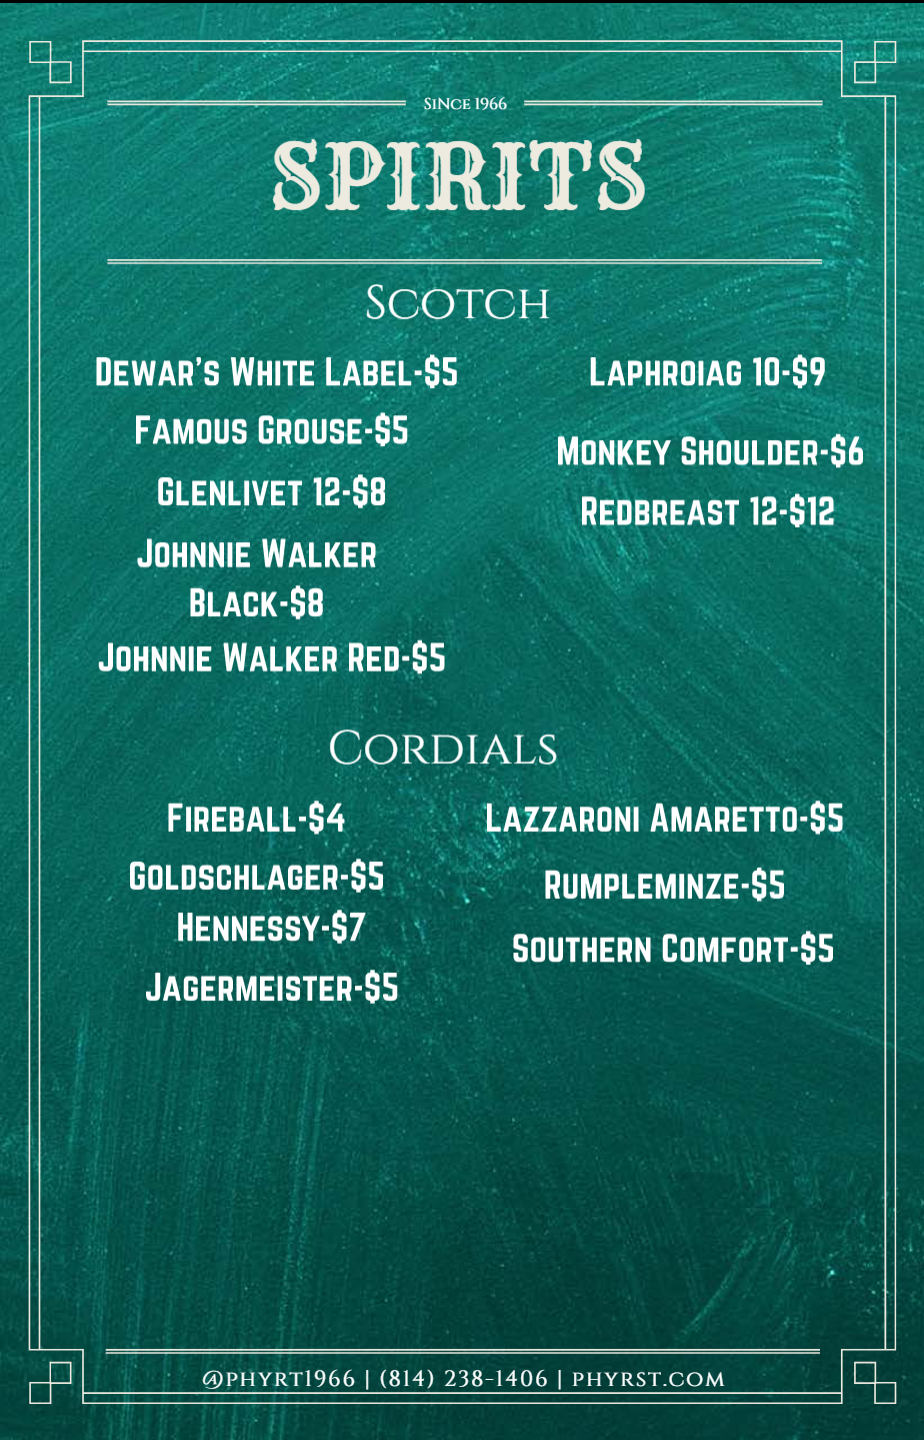 SINCE 1966
SPIRITS
SCOTCH
DEWAR'S WHITE LABEL-$5
FAMOUS GROUSE-$5
GLENLIVET 12-$8
JOHNNIE WALKER
BLACK-$8
JOHNNIE WALKER RED-$5
LAPHROIAG 10-$9
MONKEY SHOULDER-$6
REDBREAST 12-$12
CORDIALS
FIREBALL-$4
GOLDSCHLAGER-$5
HENNESSY-$7
JAGERMEISTER-$5
LAZZARONI AMARETTO-$5
RUMPLEMINZE-$5
SOUTHERN COMFORT-$5
@PHYRT1966 | (814) 238-1406 | PHYRST.COM